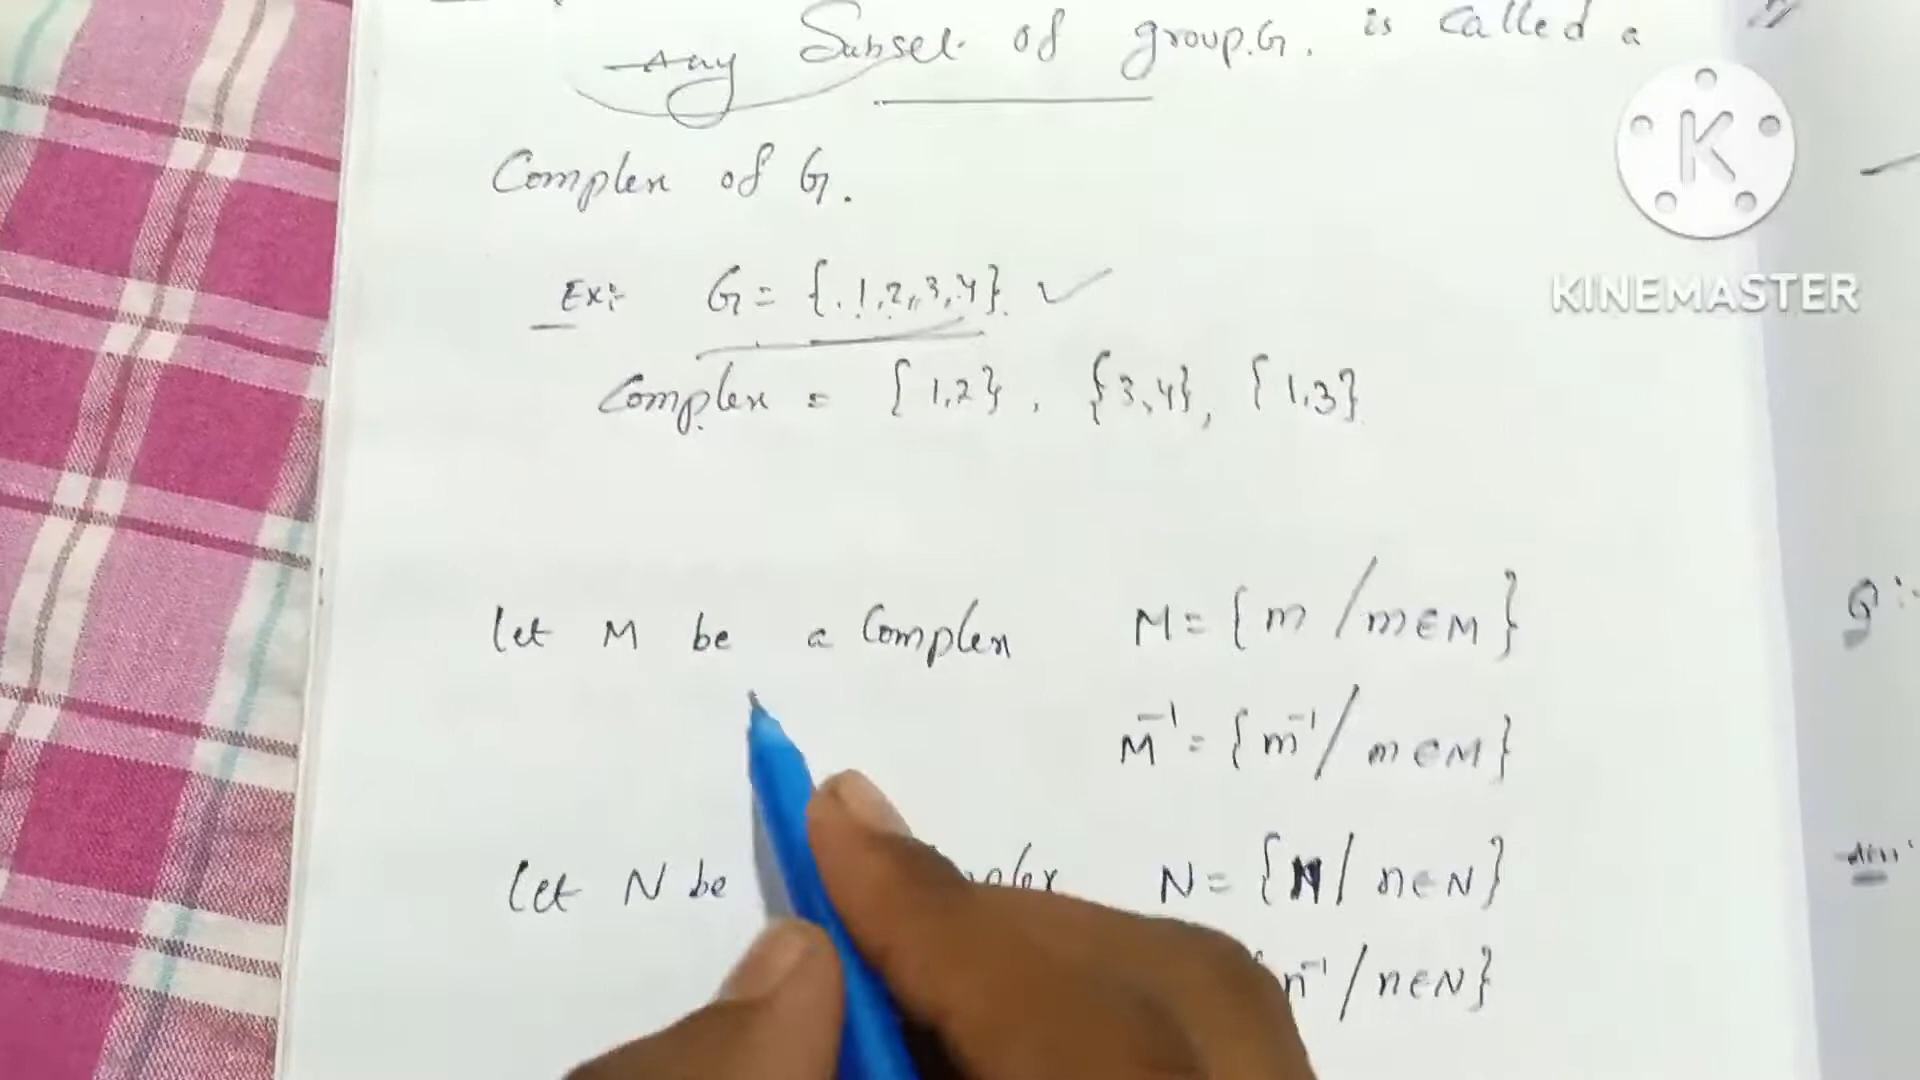 Any Subset of group.G. is called a
Complex of G.
Ex:- G = {.1,2,3,4}. ✓
Complex = {1,2}, {3,4}, {1,3}
KINEMASTER
Let M be a Complex M = {m / m∈M}
M⁻¹ = {m⁻¹ / m∈M}
Let N be N = {N / n∈N}
n⁻¹ / n∈N}